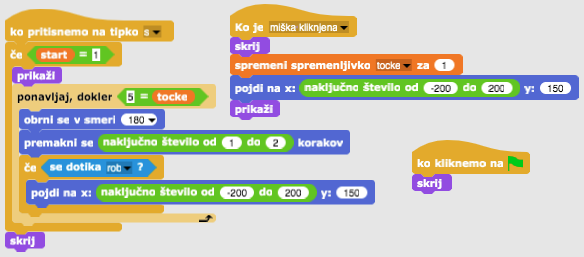 ko pritisnemo na tipko s
če start = 1
prikaži
ponavljaj, dokler 5 = tocke
obrni se v smeri 180
premakni se naključno število od 1 do 2 korakov
če se dotika rob ?
pojdi na x: naključno število od -200 do 200 y: 150
skrij
Ko je miška kliknjena
skrij
spremeni spremenljivko tocke za 1
pojdi na x: naključno število od -200 do 200 y: 150
prikaži
ko kliknemo na
skrij